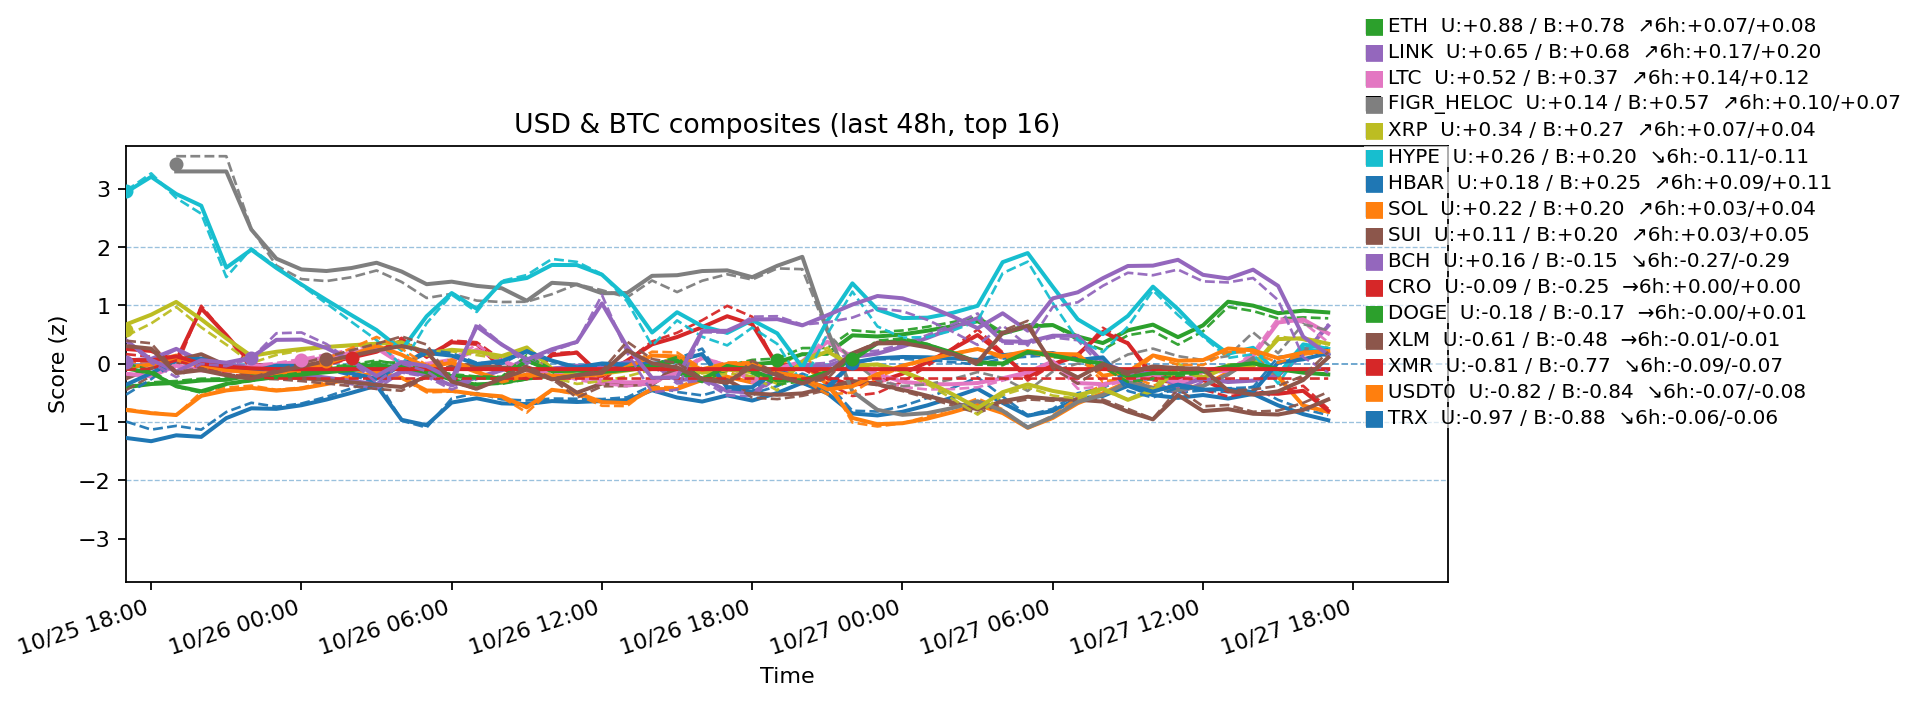 ETH U:+0.88 / B:+0.78 ↗6h:+0.07/+0.08
LINK U:+0.65 / B:+0.68 ↗6h:+0.17/+0.20
LTC U:+0.52 / B:+0.37 ↗6h:+0.14/+0.12
FIGR_HELOC U:+0.14 / B:+0.57 ↗6h:+0.10/+0.07
XRP U:+0.34 / B:+0.27 ↗6h:+0.07/+0.04
HYPE U:+0.26 / B:+0.20 ↘6h:-0.11/-0.11
HBAR U:+0.18 / B:+0.25 ↗6h:+0.09/+0.11
SOL U:+0.22 / B:+0.20 ↗6h:+0.03/+0.04
SUI U:+0.11 / B:+0.20 ↗6h:+0.03/+0.05
BCH U:+0.16 / B:-0.15 ↘6h:-0.27/-0.29
CRO U:-0.09 / B:-0.25 →6h:+0.00/+0.00
DOGE U:-0.18 / B:-0.17 →6h:-0.00/+0.01
XLM U:-0.61 / B:-0.48 →6h:-0.01/-0.01
XMR U:-0.81 / B:-0.77 ↘6h:-0.09/-0.07
USDT0 U:-0.82 / B:-0.84 ↘6h:-0.07/-0.08
TRX U:-0.97 / B:-0.88 ↘6h:-0.06/-0.06
USD & BTC composites (last 48h, top 16)
Score (z)
3
2
1
0
−1
−2
−3
10/25 18:00
10/26 00:00
10/26 06:00
10/26 12:00
10/26 18:00
10/27 00:00
10/27 06:00
10/27 12:00
10/27 18:00
Time